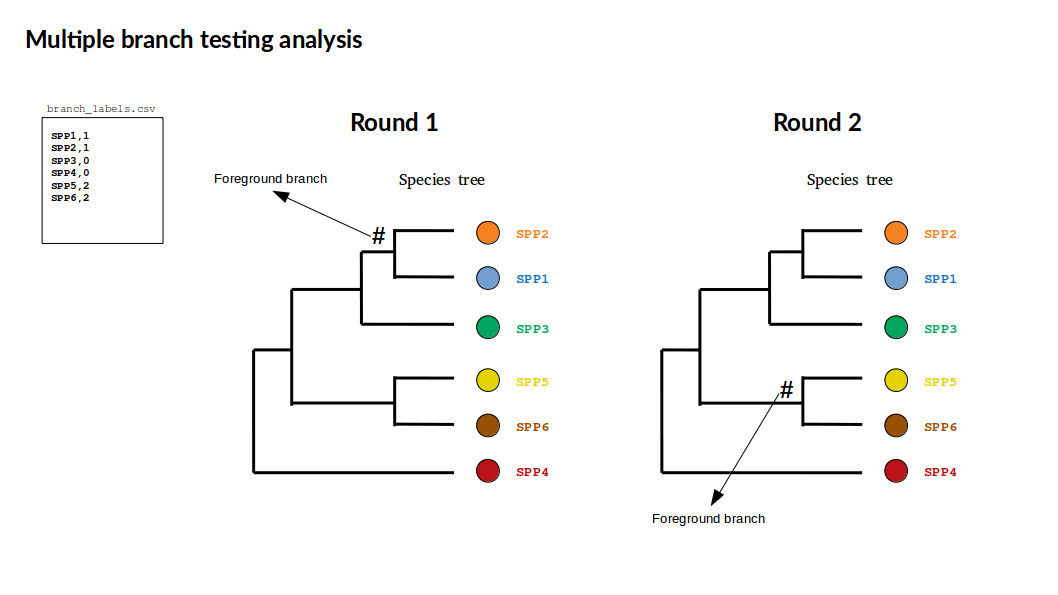 Multiple branch testing analysis
branch_labels.csv
SPP1,1
SPP2,1
SPP3,0
SPP4,0
SPP5,2
SPP6,2
Round 1
Species tree
Foreground branch
#
SPP2
SPP1
SPP3
SPP5
SPP6
SPP4
Round 2
Species tree
SPP2
SPP1
SPP3
#
SPP5
SPP6
SPP4
Foreground branch